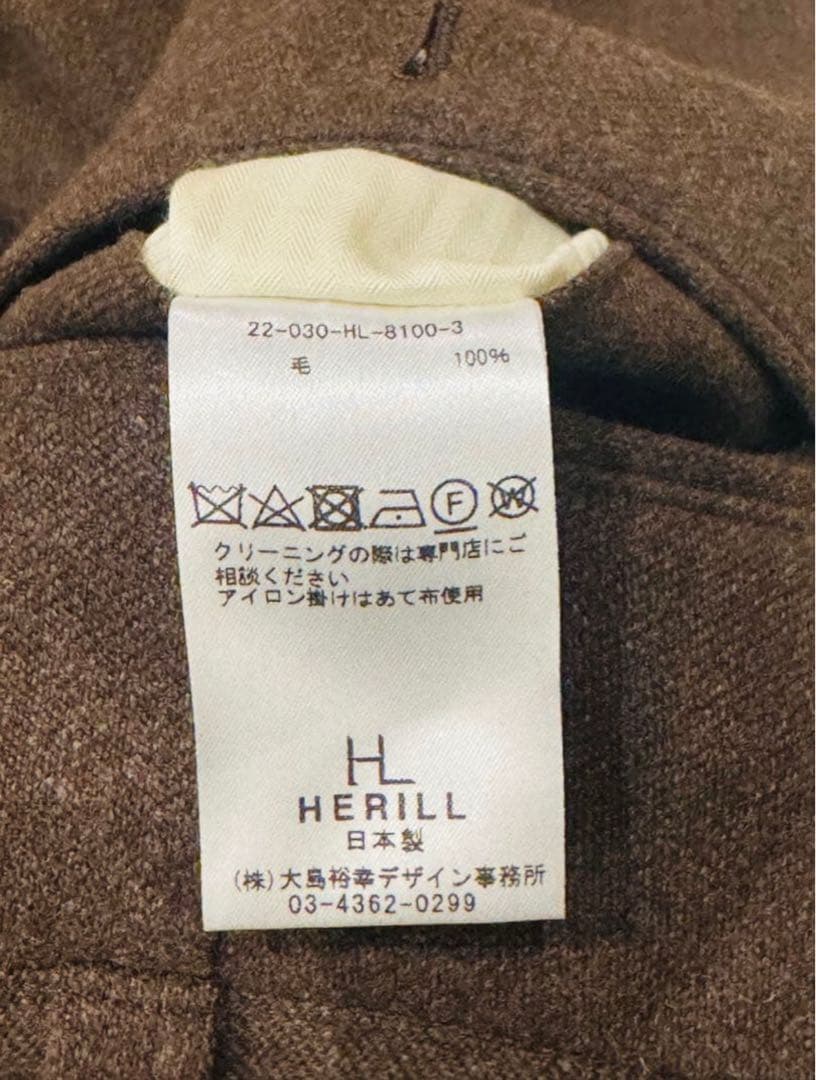 22-030-HL-8100-3
毛 100%
F W
クリーニングの際は専門店にご
相談ください
アイロン掛けはあて布使用
HL
HERILL
日本製
(株)大島裕幸デザイン事務所
03-4362-0299